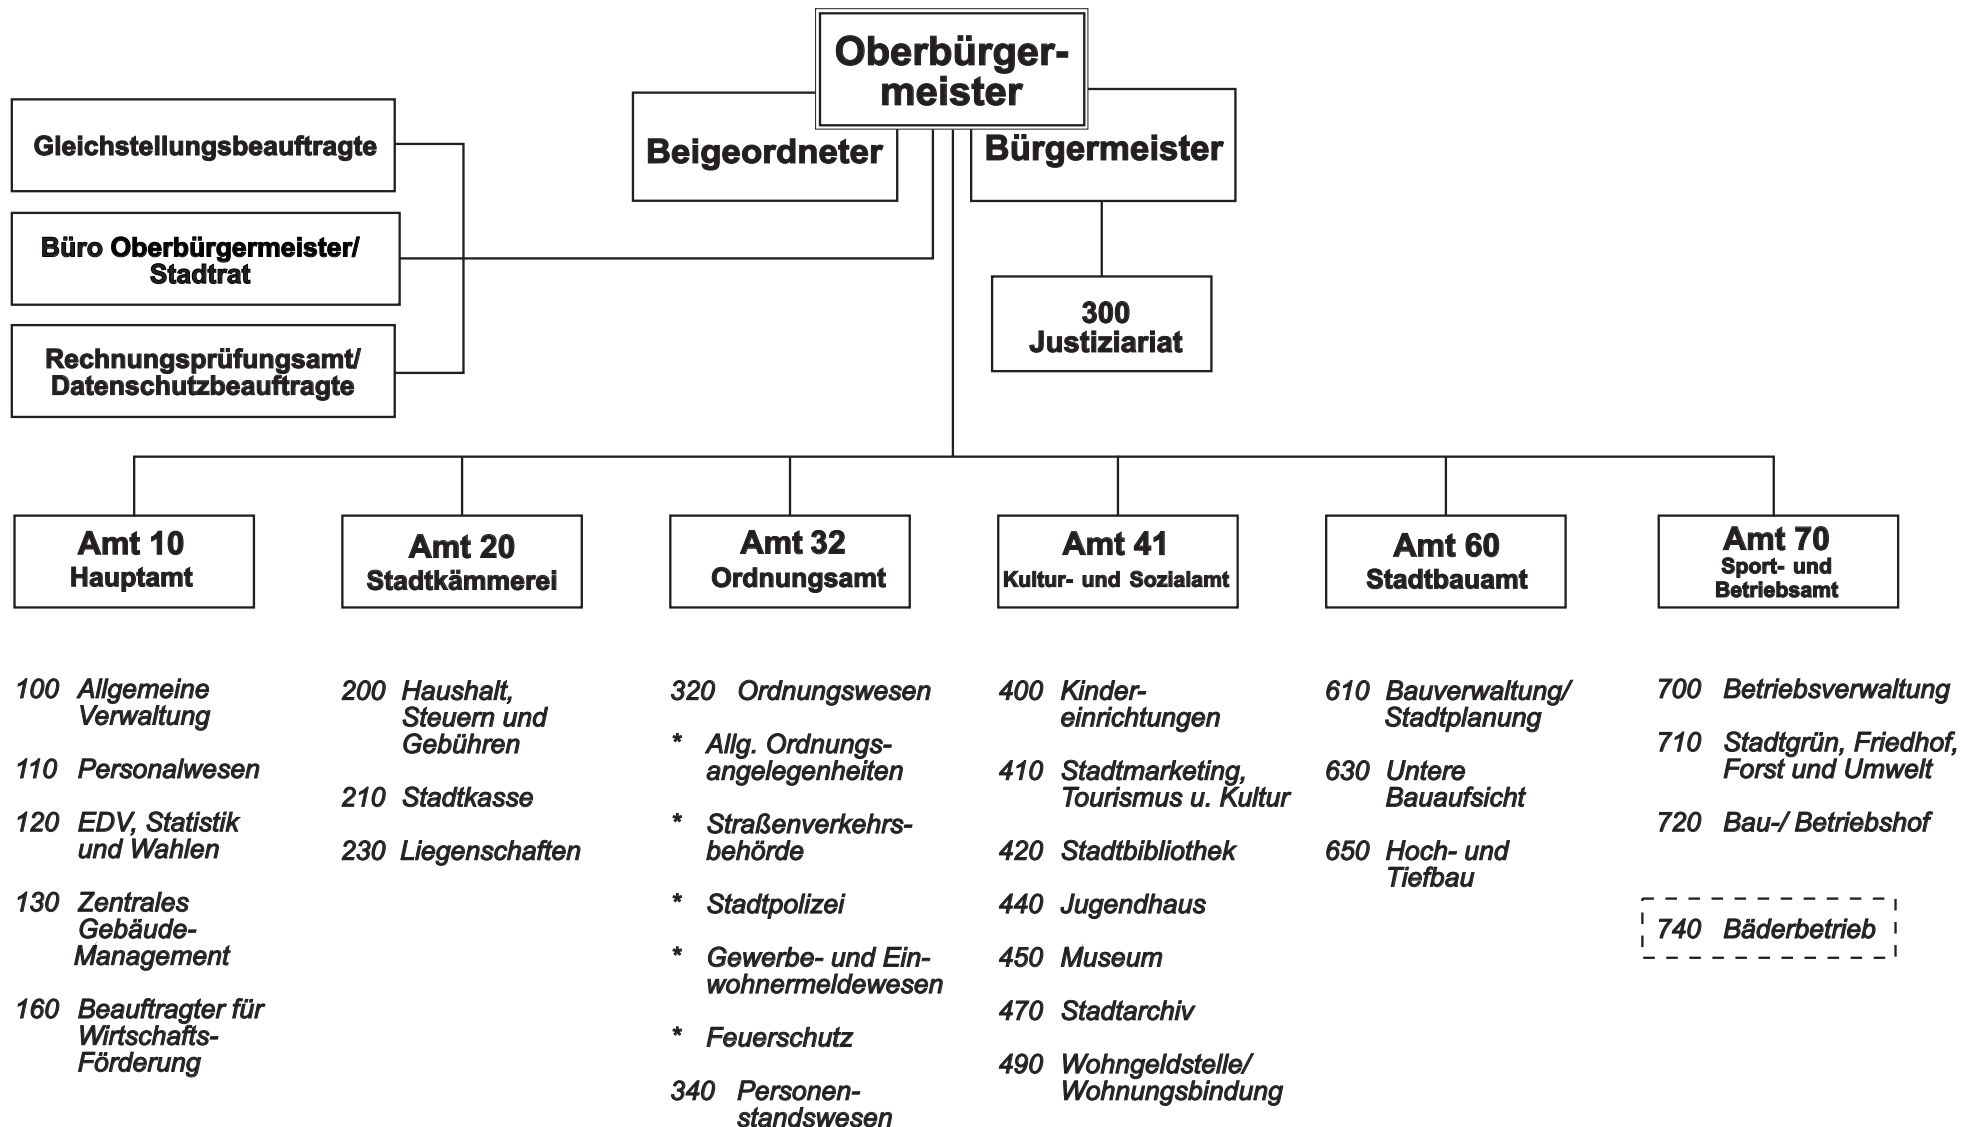 Oberbürger-
meister
Beigeordneter
Bürgermeister
Gleichstellungsbeauftragte
Büro Oberbürgermeister/
Stadtrat
Rechnungsprüfungsamt/
Datenschutzbeauftragte
300
Justiziariat
Amt 10
Hauptamt
100 Allgemeine
Verwaltung
110 Personalwesen
120 EDV, Statistik
und Wahlen
130 Zentrales
Gebäude-
Management
160 Beauftragter für
Wirtschafts-
Förderung
Amt 20
Stadtkämmerei
200 Haushalt,
Steuern und
Gebühren
210 Stadtkasse
230 Liegenschaften
Amt 32
Ordnungsamt
320 Ordnungswesen
* Allg. Ordnungs-
angelegenheiten
* Straßenverkehrs-
behörde
* Stadtpolizei
* Gewerbe- und Ein-
wohnermeldewesen
* Feuerschutz
340 Personen-
standswesen
Amt 41
Kultur- und Sozialamt
400 Kinder-
einrichtungen
410 Stadtmarketing,
Tourismus u. Kultur
420 Stadtbibliothek
440 Jugendhaus
450 Museum
470 Stadtarchiv
490 Wohngeldstelle/
Wohnungsbindung
Amt 60
Stadtbauamt
610 Bauverwaltung/
Stadtplanung
630 Untere
Bauaufsicht
650 Hoch- und
Tiefbau
Amt 70
Sport- und
Betriebsamt
700 Betriebsverwaltung
710 Stadtgrün, Friedhof,
Forst und Umwelt
720 Bau-/ Betriebshof
740 Bäderbetrieb